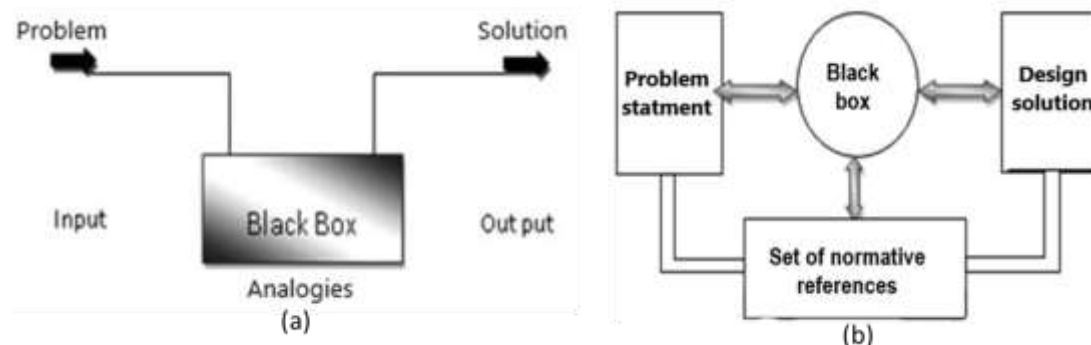 Problem
Solution
Input
Black Box
Out put
Analogies
(a)
Problem
statment
Black
box
Design
solution
Set of normative
references
(b)